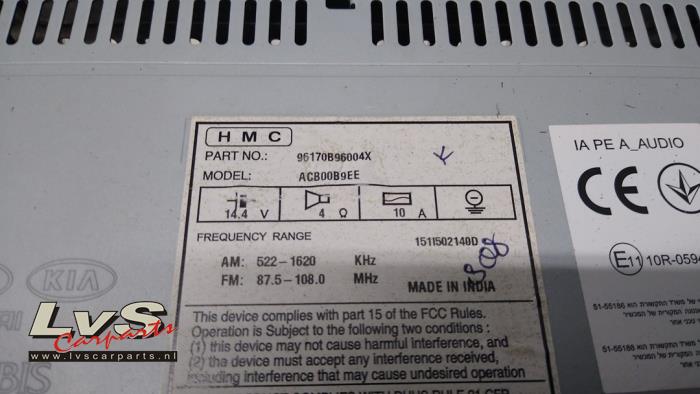 HMC
PART NO.: 96170B96004X
MODEL: ACB00B9EE
14.4 V 4 Ω 10 A
FREQUENCY RANGE 1511502140D
AM: 522-1620 KHz
FM: 87.5-108.0 MHz
MADE IN INDIA
This device complies with part 15 of the FCC Rules.
Operation is Subject to the following two conditions :
(1) this device may not cause harmful interference, and
(2) the device must accept any interference received,
including interference that may cause undesired operation
IA PE A_AUDIO
CE
E11 10R-0594
51-55186
51-55188
KIA
LvS
Carparts
www.lvscarparts.nl